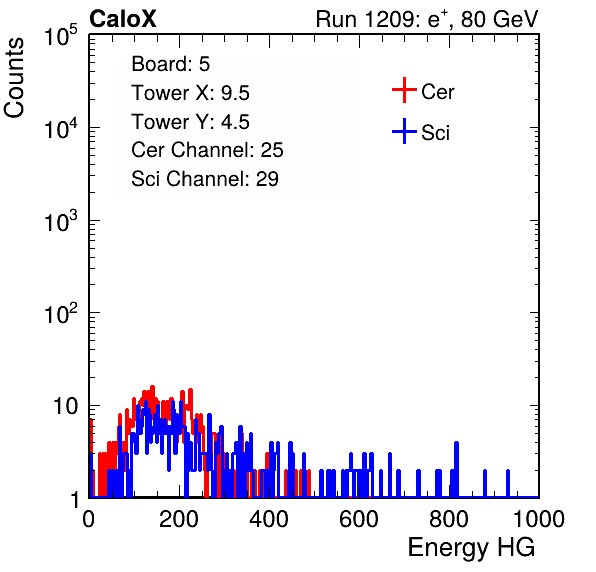 CaloX Run 1209: e⁺, 80 GeV
Counts
10⁵
10⁴
10³
10²
10
1
Board: 5
Tower X: 9.5
Tower Y: 4.5
Cer Channel: 25
Sci Channel: 29
Cer
Sci
0 200 400 600 800 1000
Energy HG